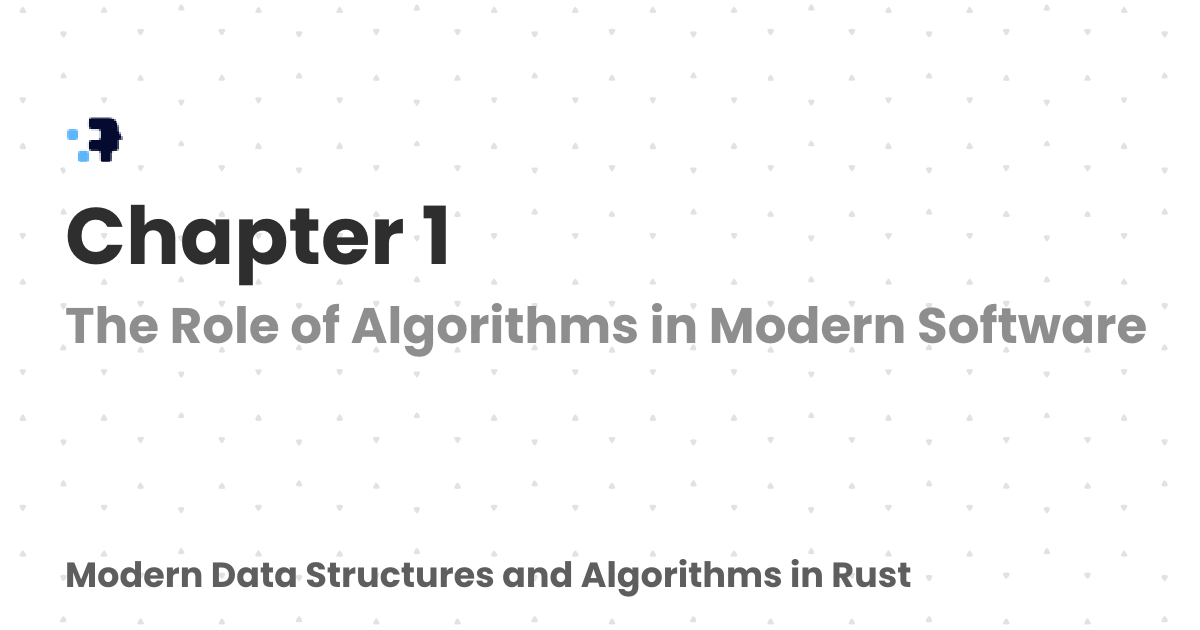 Chapter 1
The Role of Algorithms in Modern Software
Modern Data Structures and Algorithms in Rust